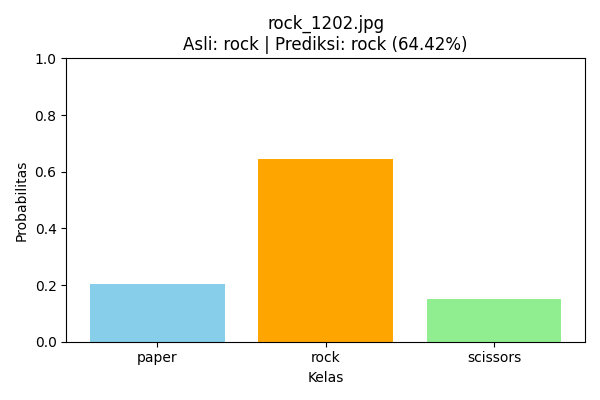 rock_1202.jpg
Asli: rock | Prediksi: rock (64.42%)
1.0
0.8
0.6
0.4
0.2
0.0
Probabilitas
paper rock scissors
Kelas